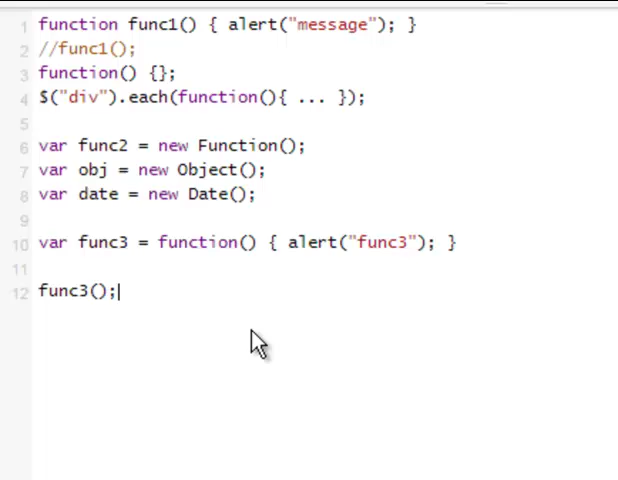 1 function func1() { alert("message"); }
2 //func1();
3 function() {};
4 $("div").each(function(){ ... });
5
6 var func2 = new Function();
7 var obj = new Object();
8 var date = new Date();
9
10 var func3 = function() { alert("func3"); }
11
12 func3();